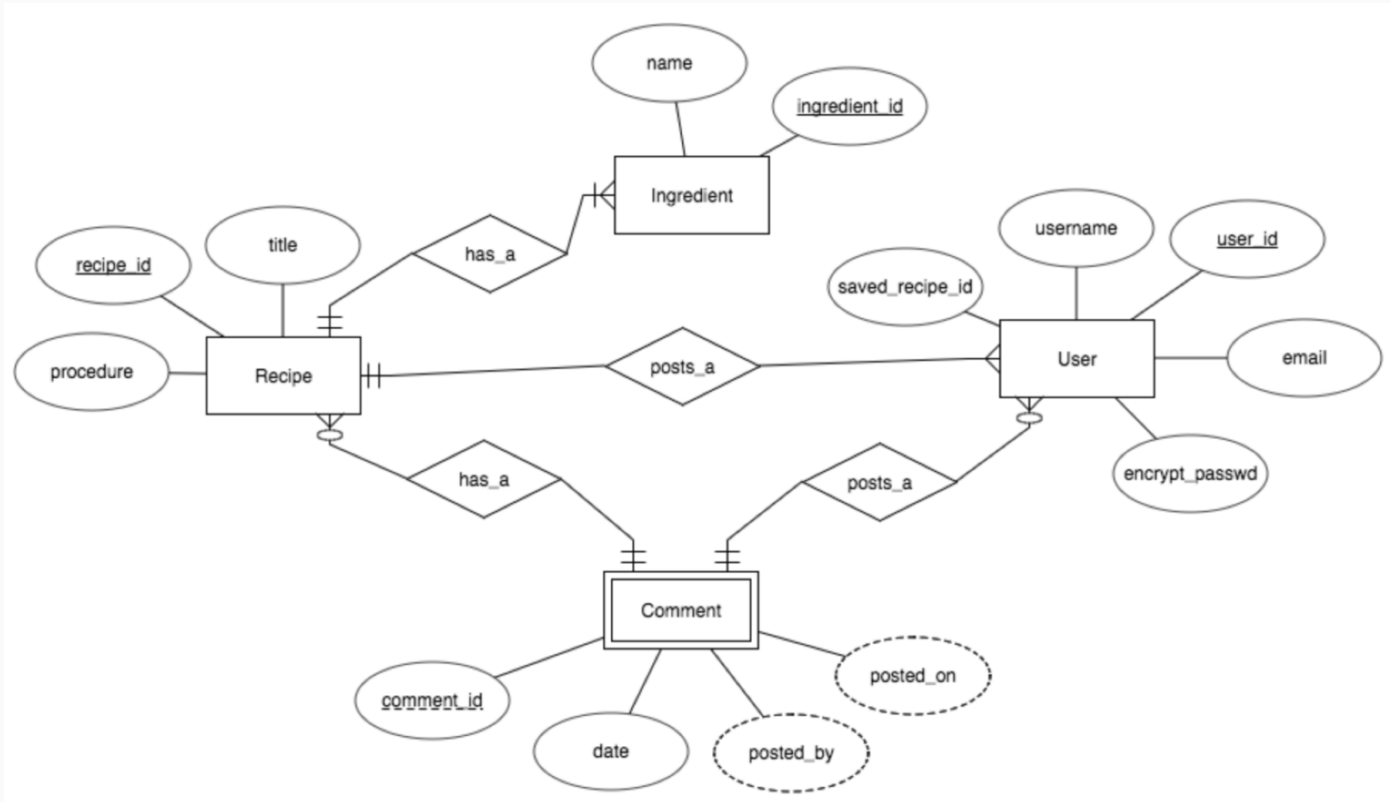 name
ingredient_id
Ingredient
has_a
title
recipe_id
procedure
Recipe
posts_a
username
user_id
saved_recipe_id
User
email
encrypt_passwd
has_a
posts_a
Comment
comment_id
date
posted_by
posted_on